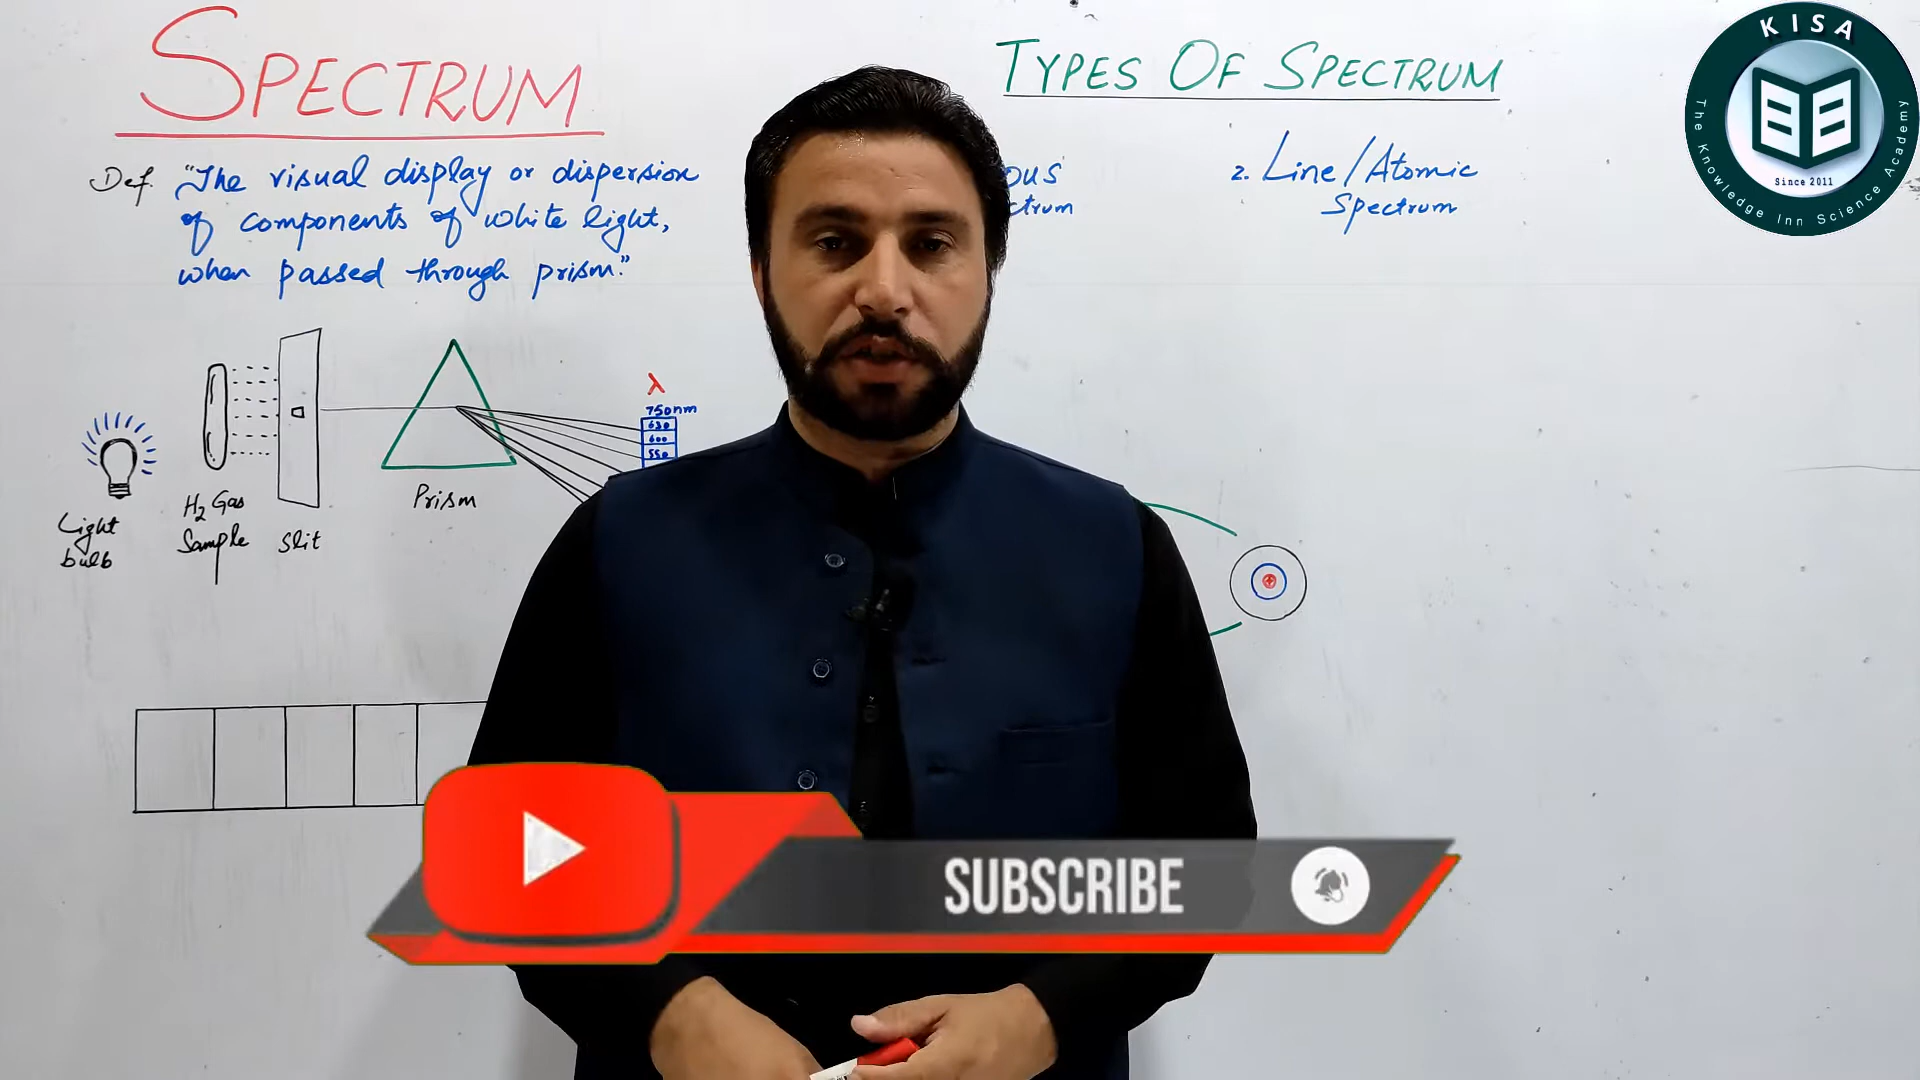 SPECTRUM
Def. "The visual display or dispersion
of components of white light,
when passed through prism."
TYPES OF SPECTRUM
ous
ctrum
2. Line/Atomic
Spectrum
KISA
The Knowledge Inn Science Academy
Since 2011
λ
750nm
630
600
550
Light
bulb
H2 Gas
Sample
Slit
Prism
+
SUBSCRIBE